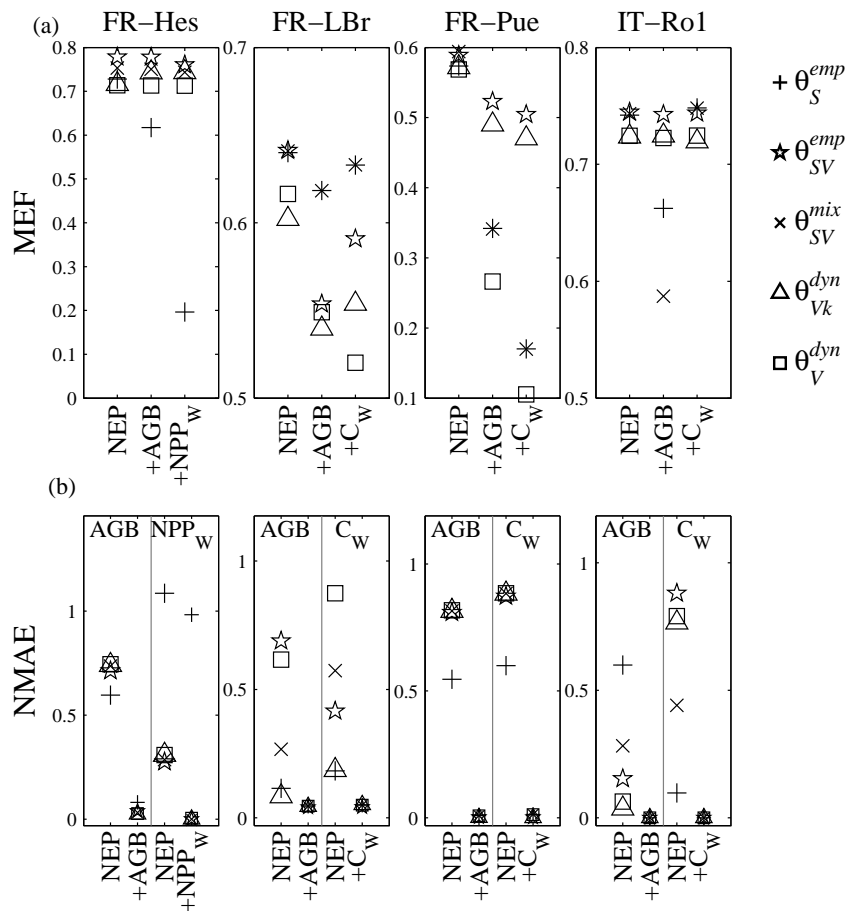 (a)
FR−Hes FR−LBr FR−Pue IT−Ro1
MEF
0.8 0.7 0.6 0.5 0.4 0.3 0.2 0.1 0
0.7 0.6 0.5
0.6 0.5 0.4 0.3 0.2 0.1
0.8 0.7 0.6 0.5
NEP +AGB +NPP_W
NEP +AGB +C_W
NEP +AGB +C_W
NEP +AGB +C_W
θ_S^emp
θ_SV^emp
θ_SV^mix
θ_Vk^dyn
θ_V^dyn
(b)
NMAE
AGB NPP_W
AGB C_W
AGB C_W
AGB C_W
1 0.5 0
1 0.5 0
1 0.5 0
1 0.5 0
NEP +AGB NEP +NPP_W
NEP +AGB NEP +C_W
NEP +AGB NEP +C_W
NEP +AGB NEP +C_W